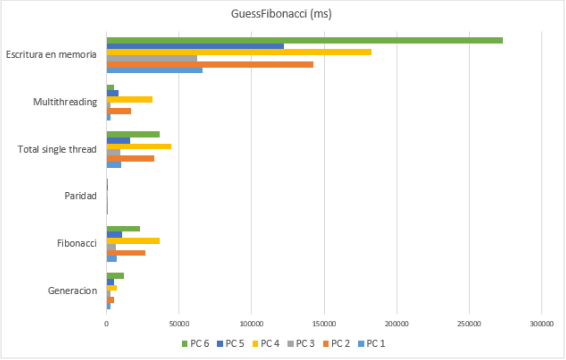 GuessFibonacci (ms)
Escritura en memoria
Multithreading
Total single thread
Paridad
Fibonacci
Generacion
0 50000 100000 150000 200000 250000 300000
PC 6 PC 5 PC 4 PC 3 PC 2 PC 1